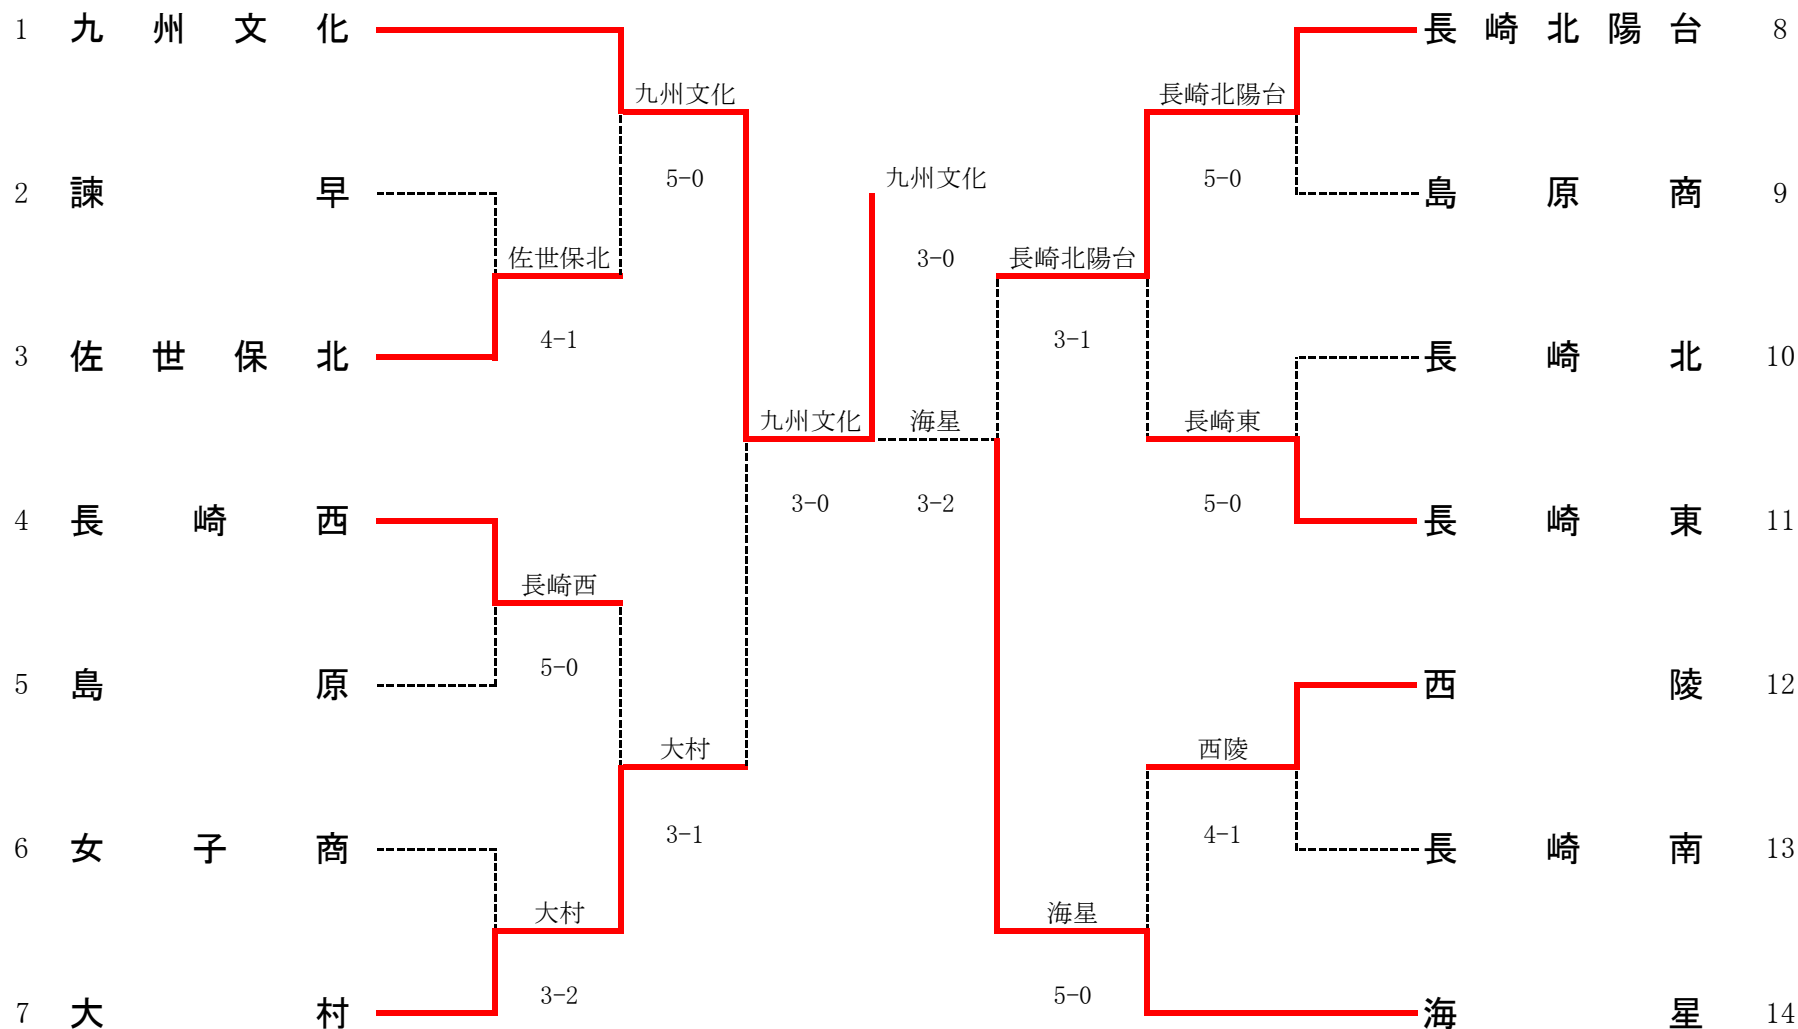 1 九州文化
長崎北陽台 8
九州文化
長崎北陽台
5-0
九州文化
5-0
2 諫早
島原商 9
佐世保北
3-0
長崎北陽台
4-1
3-1
3 佐世保北
長崎北 10
九州文化
海星
長崎東
3-0
3-2
5-0
4 長崎西
長崎東 11
長崎西
5-0
5 島原
西陵 12
大村
西陵
3-1
4-1
6 女子商
長崎南 13
大村
海星
3-2
5-0
7 大村
海星 14